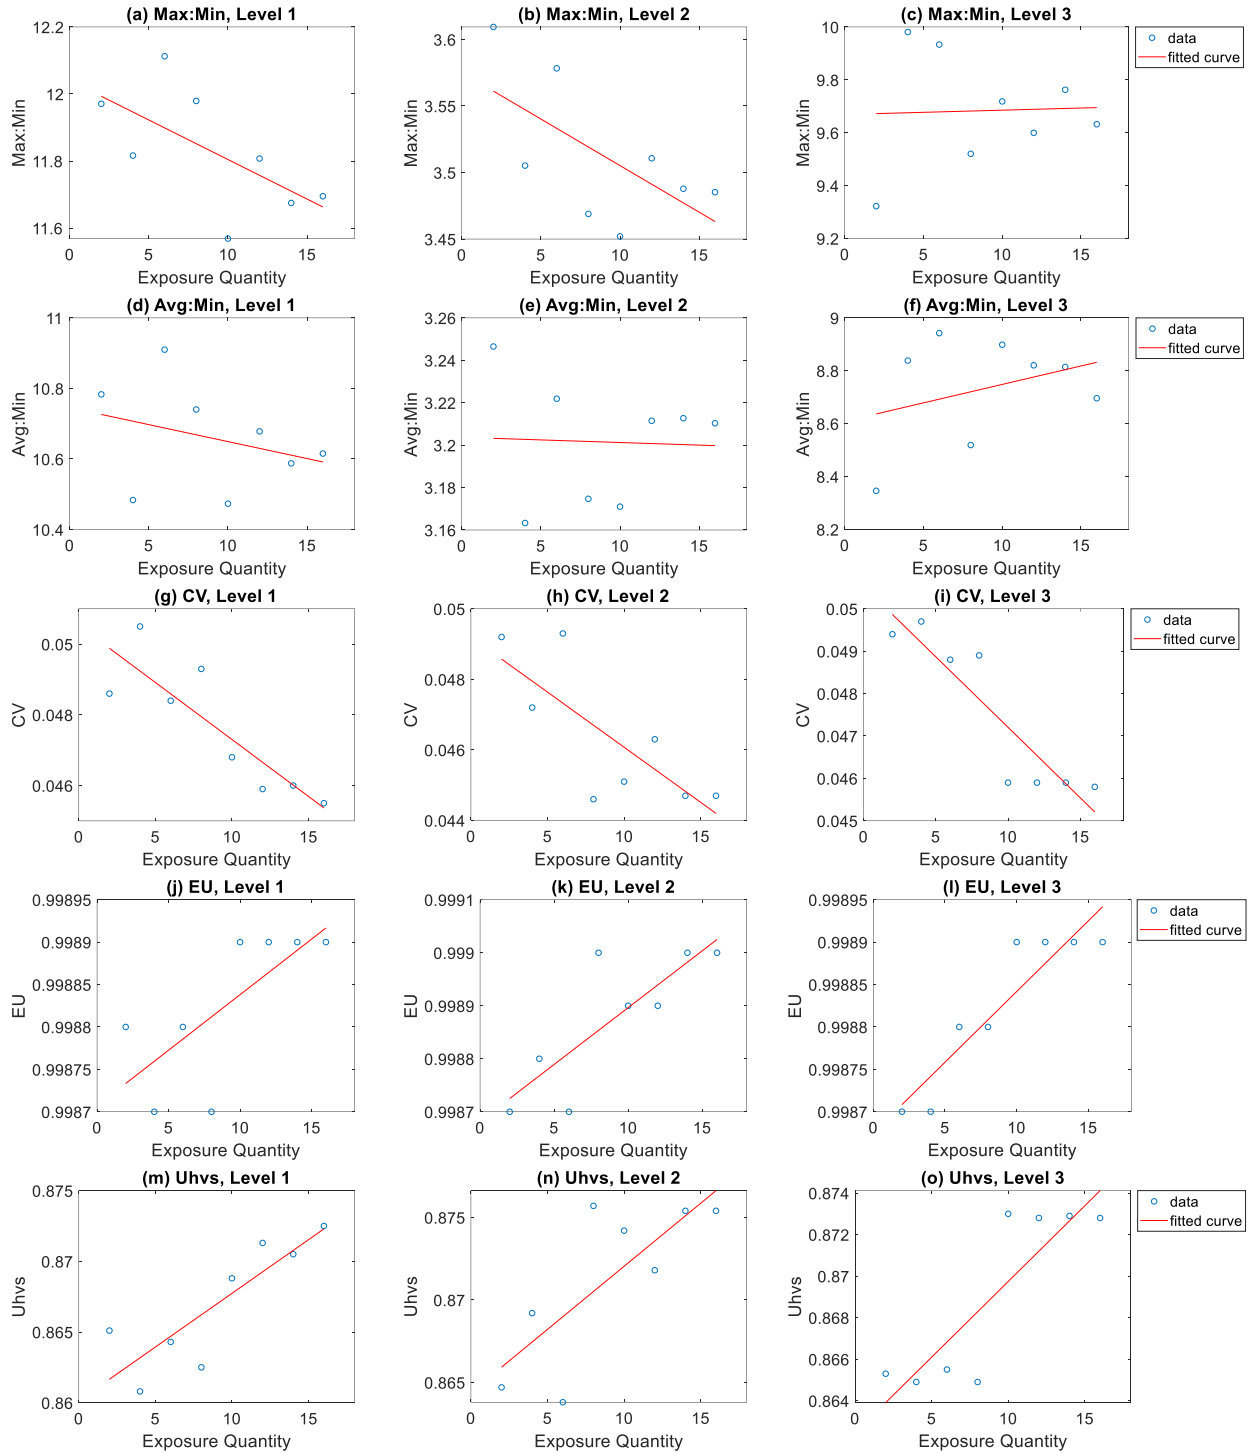 (a) Max:Min, Level 1
12.2
12
11.8
11.6
Max:Min
0 5 10 15
Exposure Quantity
(b) Max:Min, Level 2
3.6
3.55
3.5
3.45
Max:Min
0 5 10 15
Exposure Quantity
(c) Max:Min, Level 3
10
9.8
9.6
9.4
9.2
Max:Min
0 5 10 15
Exposure Quantity
data
fitted curve
(d) Avg:Min, Level 1
11
10.8
10.6
10.4
Avg:Min
0 5 10 15
Exposure Quantity
(e) Avg:Min, Level 2
3.26
3.24
3.22
3.2
3.18
3.16
Avg:Min
0 5 10 15
Exposure Quantity
(f) Avg:Min, Level 3
9
8.8
8.6
8.4
8.2
Avg:Min
0 5 10 15
Exposure Quantity
data
fitted curve
(g) CV, Level 1
0.05
0.048
0.046
CV
0 5 10 15
Exposure Quantity
(h) CV, Level 2
0.05
0.048
0.046
0.044
CV
0 5 10 15
Exposure Quantity
(i) CV, Level 3
0.05
0.049
0.048
0.047
0.046
0.045
CV
0 5 10 15
Exposure Quantity
data
fitted curve
(j) EU, Level 1
0.99895
0.9989
0.99885
0.9988
0.99875
0.9987
EU
0 5 10 15
Exposure Quantity
(k) EU, Level 2
0.9991
0.999
0.9989
0.9988
0.9987
EU
0 5 10 15
Exposure Quantity
(l) EU, Level 3
0.99895
0.9989
0.99885
0.9988
0.99875
0.9987
EU
0 5 10 15
Exposure Quantity
data
fitted curve
(m) Uhvs, Level 1
0.875
0.87
0.865
0.86
Uhvs
0 5 10 15
Exposure Quantity
(n) Uhvs, Level 2
0.875
0.87
0.865
Uhvs
0 5 10 15
Exposure Quantity
(o) Uhvs, Level 3
0.874
0.872
0.87
0.868
0.866
0.864
Uhvs
0 5 10 15
Exposure Quantity
data
fitted curve